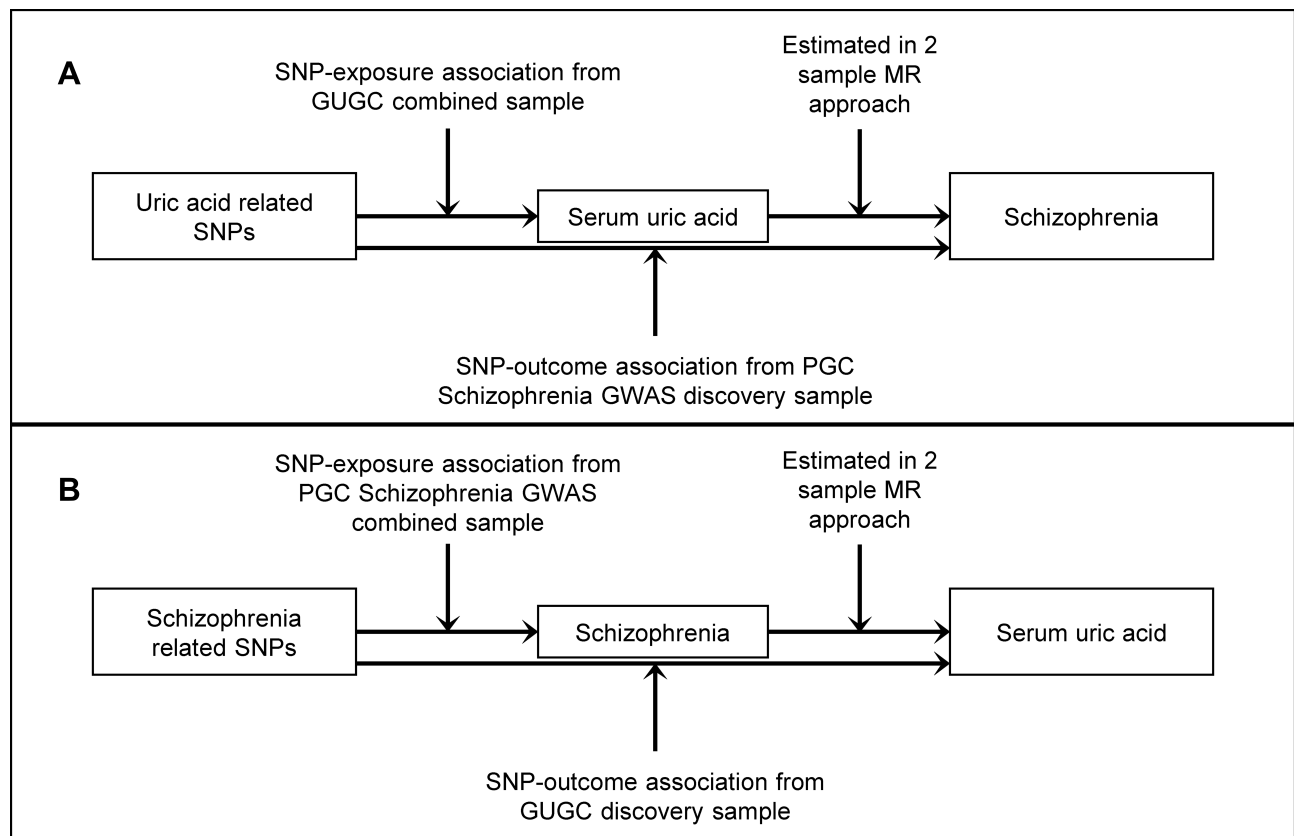 A
SNP-exposure association from
GUGC combined sample
Estimated in 2
sample MR
approach
Uric acid related
SNPs
Serum uric acid
Schizophrenia
SNP-outcome association from PGC
Schizophrenia GWAS discovery sample
B
SNP-exposure association from
PGC Schizophrenia GWAS
combined sample
Estimated in 2
sample MR
approach
Schizophrenia
related SNPs
Schizophrenia
Serum uric acid
SNP-outcome association from
GUGC discovery sample